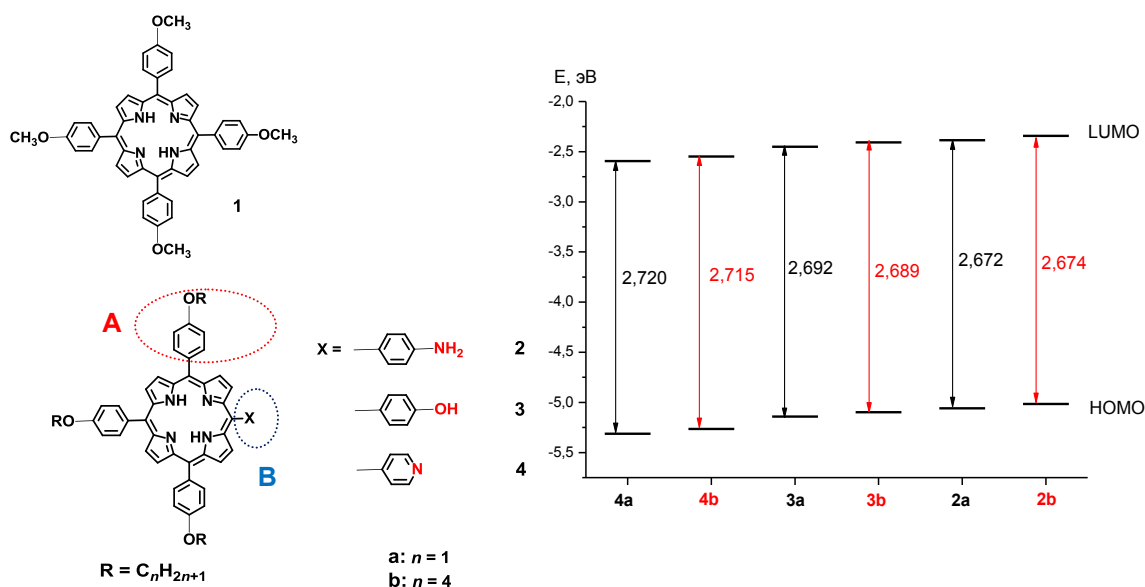 OCH3
CH3O
NH
N
N
HN
OCH3
OCH3
1
A
OR
RO
NH
N
N
HN
X
B
OR
R = CnH2n+1
X =
NH2
2
OH
3
N
4
a: n = 1
b: n = 4
E, эВ
-2,0
-2,5
-3,0
-3,5
-4,0
-4,5
-5,0
-5,5
LUMO
HOMO
2,720
2,715
2,692
2,689
2,672
2,674
4a 4b 3a 3b 2a 2b